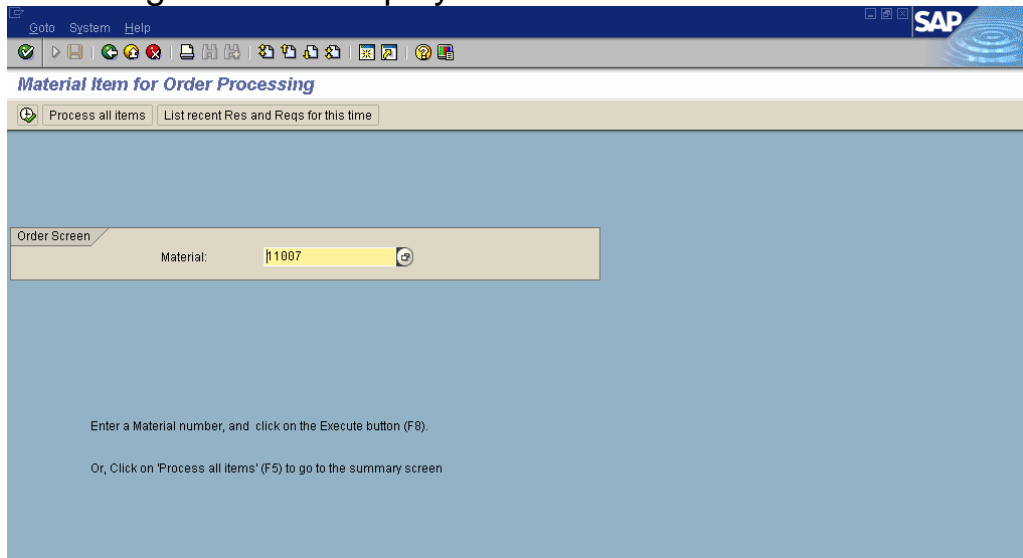 Goto System Help
SAP
Material Item for Order Processing
Process all items List recent Res and Reqs for this time
Order Screen
Material: 11007
Enter a Material number, and click on the Execute button (F8).
Or, Click on 'Process all items' (F5) to go to the summary screen